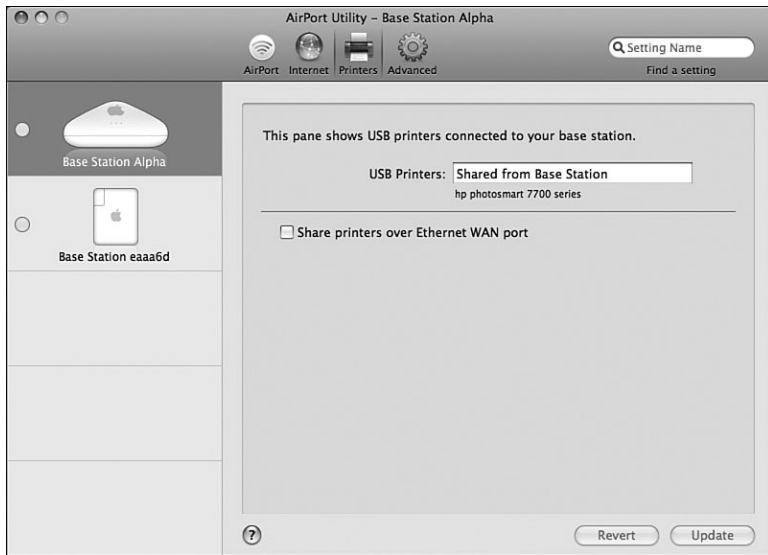 AirPort Utility – Base Station Alpha
AirPort Internet Printers Advanced
Setting Name
Find a setting
Base Station Alpha
Base Station eaaa6d
This pane shows USB printers connected to your base station.
USB Printers: Shared from Base Station
hp photosmart 7700 series
Share printers over Ethernet WAN port
?
Revert Update